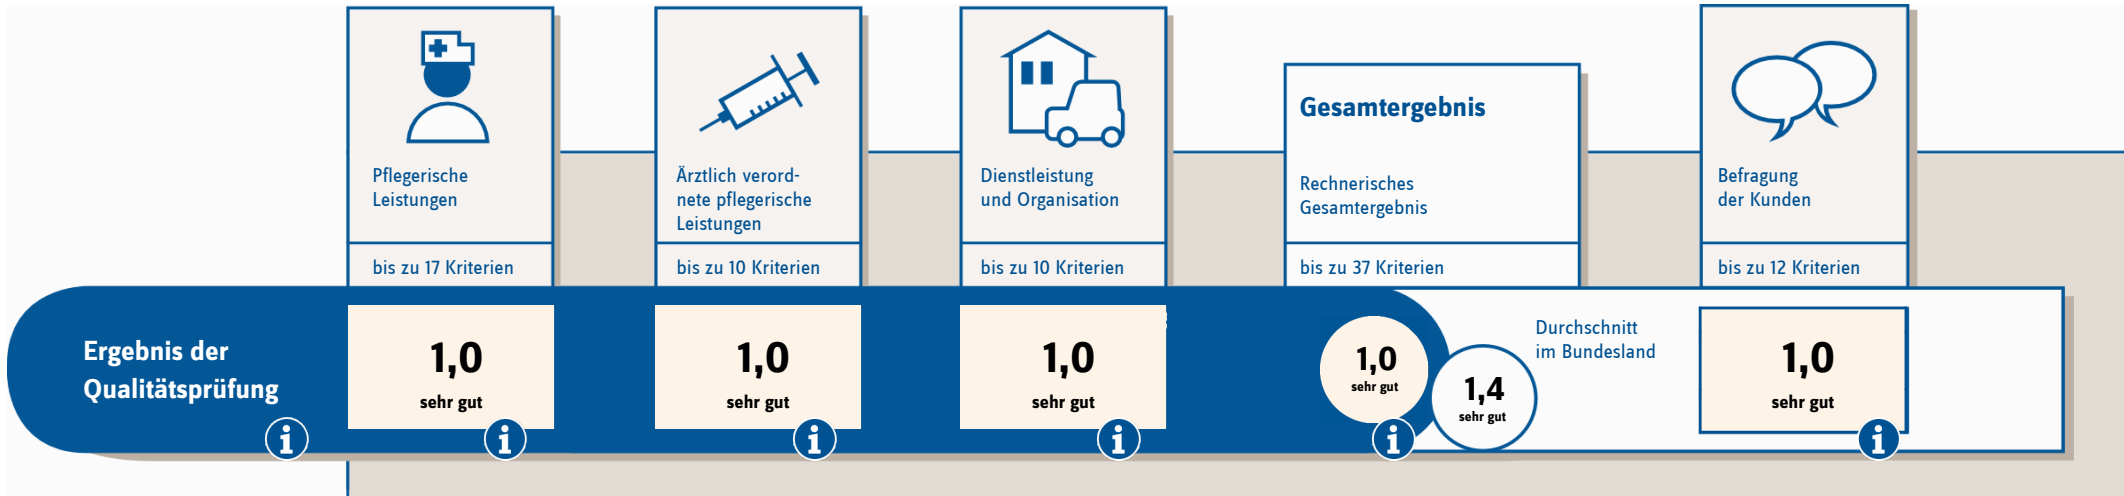 Pflegerische
Leistungen
bis zu 17 Kriterien
Ärztlich verord-
nete pflegerische
Leistungen
bis zu 10 Kriterien
Dienstleistung
und Organisation
bis zu 10 Kriterien
Gesamtergebnis
Rechnerisches
Gesamtergebnis
bis zu 37 Kriterien
Befragung
der Kunden
bis zu 12 Kriterien
Ergebnis der
Qualitätsprüfung
1,0
sehr gut
1,0
sehr gut
1,0
sehr gut
1,0
sehr gut
1,4
sehr gut
Durchschnitt
im Bundesland
1,0
sehr gut